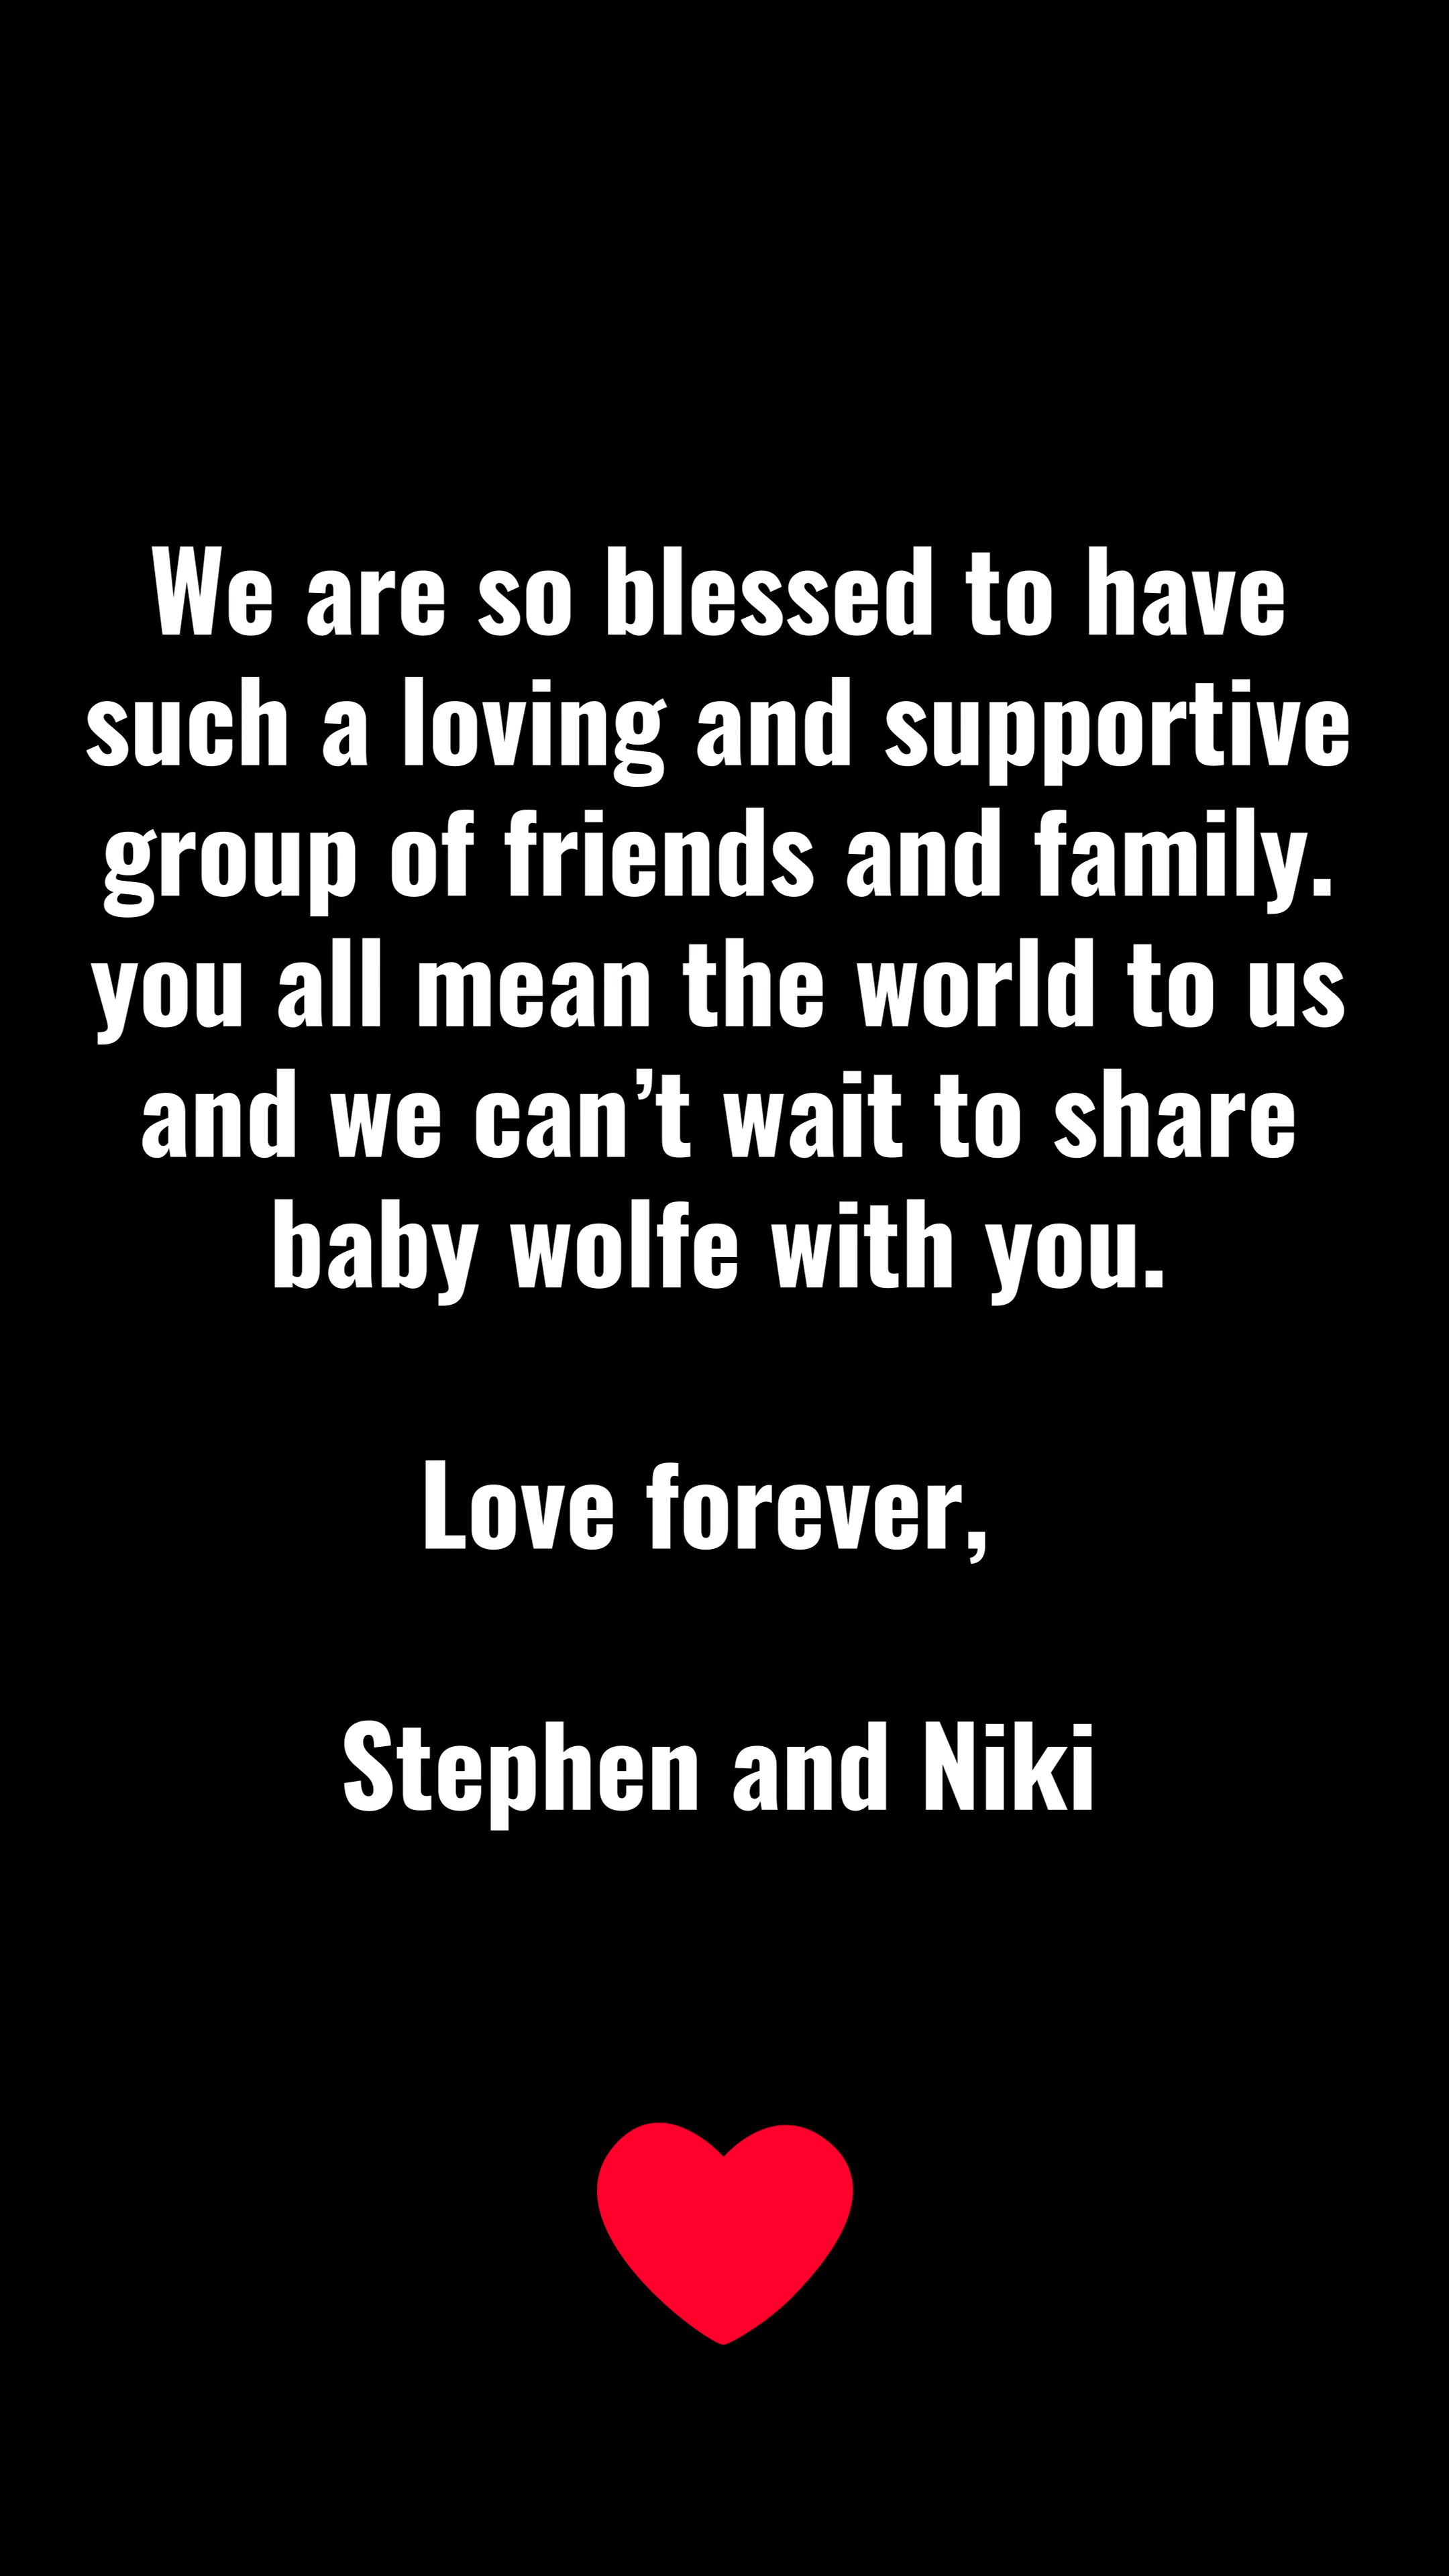 We are so blessed to have
such a loving and supportive
group of friends and family.
you all mean the world to us
and we can’t wait to share
baby wolfe with you.
Love forever,
Stephen and Niki